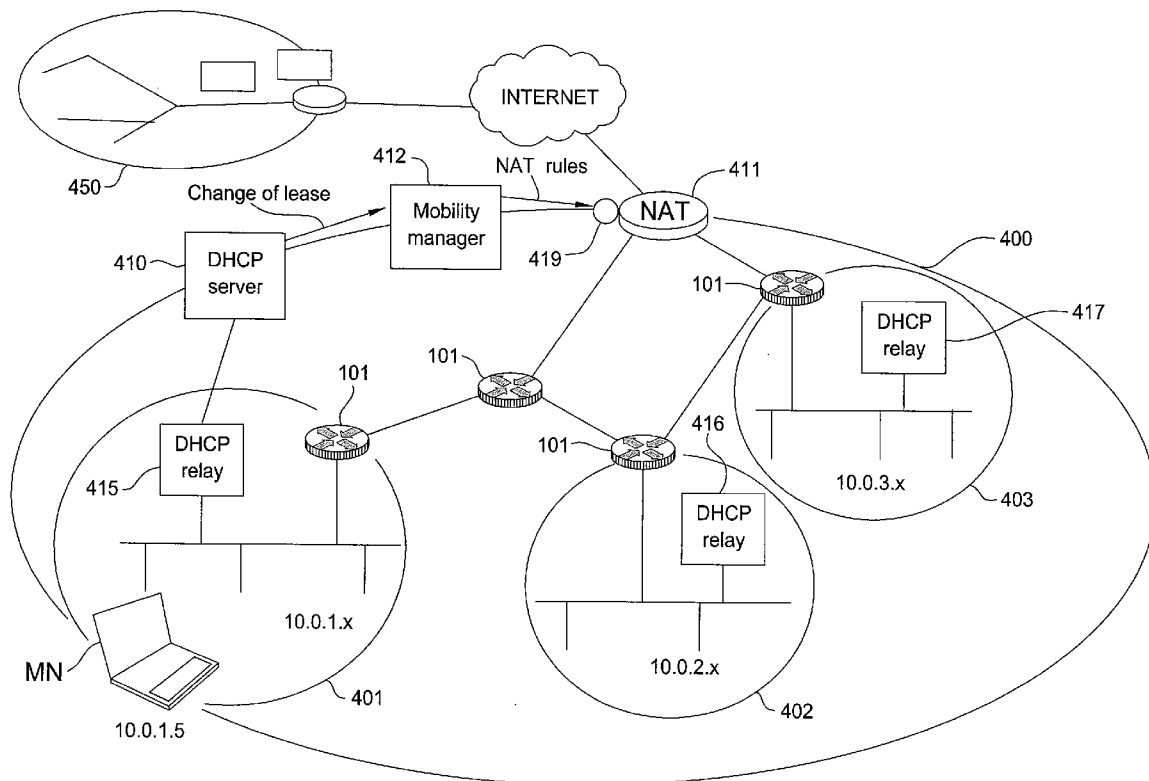 INTERNET
412
NAT rules
411
450
Change of lease
NAT
Mobility
manager
419
400
410
DHCP
server
101
DHCP
relay
417
101
101
416
DHCP
relay
101
415
10.0.3.x
403
DHCP
relay
10.0.1.x
MN
10.0.2.x
401
402
10.0.1.5